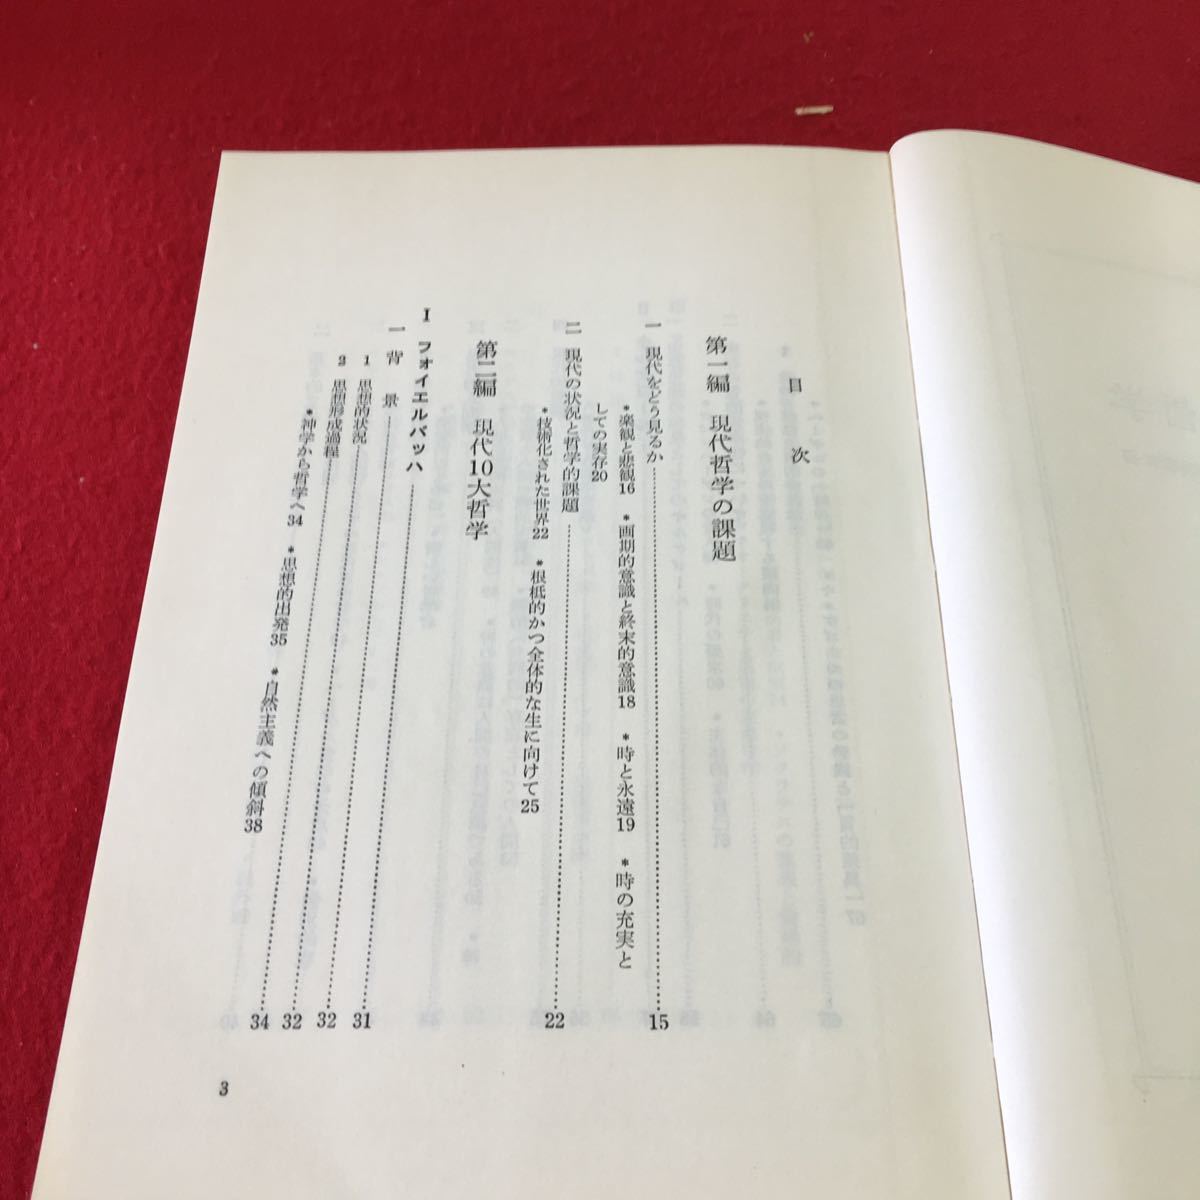 目次
第一編　現代哲学の課題
一　現代をどう見るか……………15
＊楽観と悲観16　＊画期的意識と終末的意識18　＊時と永遠19　＊時の充実と
しての実存20
二　現代の状況と哲学的課題……………22
＊技術化された世界22　＊根柢的かつ全体的な生に向けて25
第二編　現代10大哲学
I　フォイエルバッハ……………31
一　背景……………32
1　思想的状況……………32
2　思想形成過程……………34
＊神学から哲学へ34　＊思想的出発35　＊自然主義への傾斜38
3